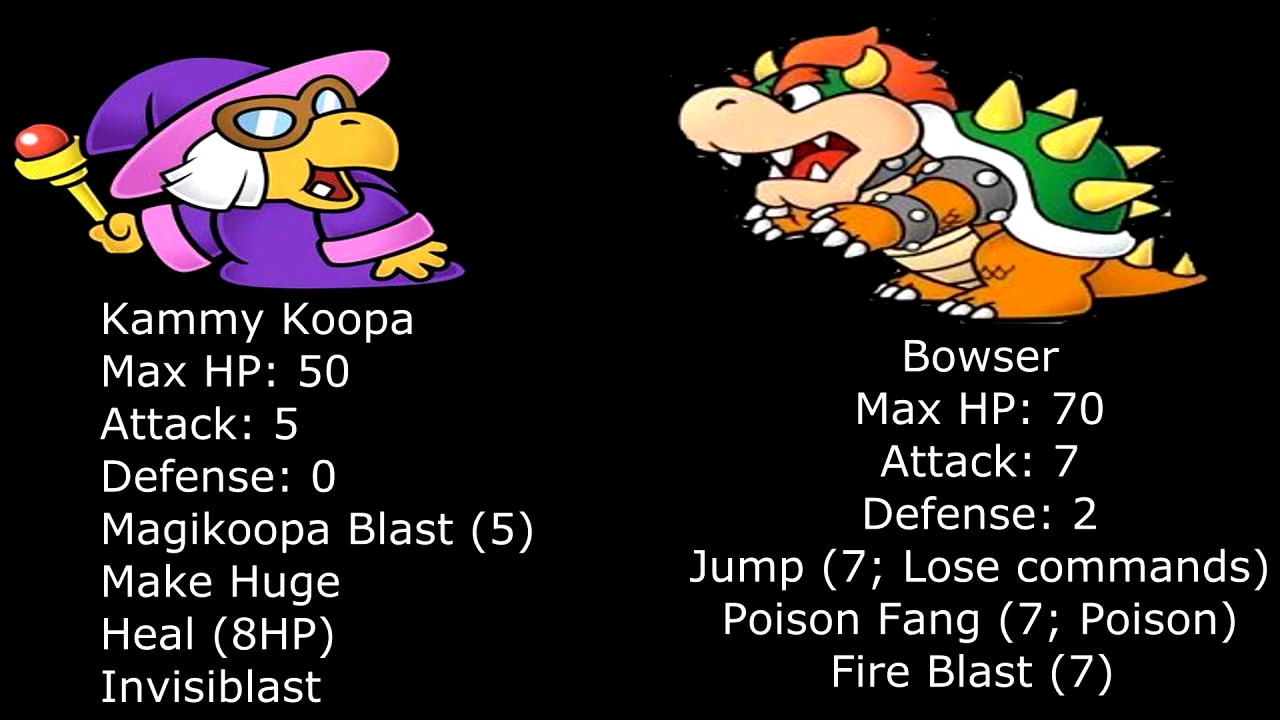 Kammy Koopa
Max HP: 50
Attack: 5
Defense: 0
Magikoopa Blast (5)
Make Huge
Heal (8HP)
Invisiblast
Bowser
Max HP: 70
Attack: 7
Defense: 2
Jump (7; Lose commands)
Poison Fang (7; Poison)
Fire Blast (7)